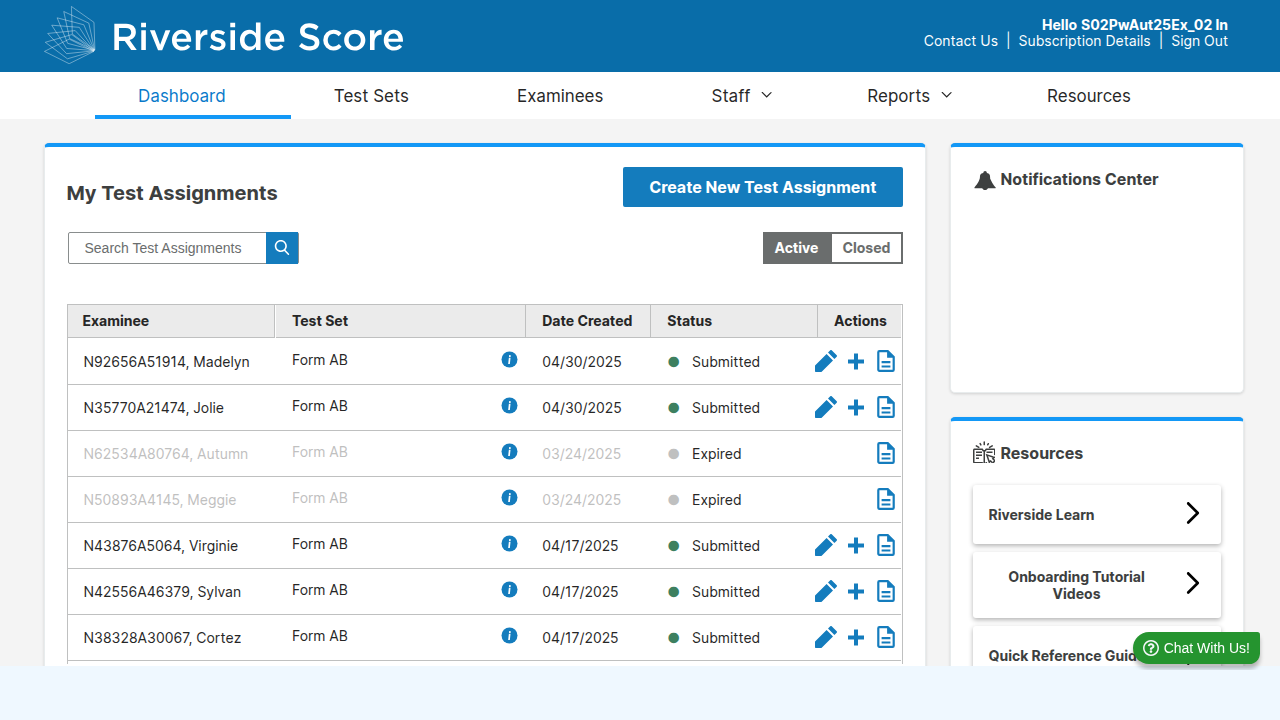 Riverside Score
Hello S02PwAut25Ex_02 In
Contact Us | Subscription Details | Sign Out
Dashboard Test Sets Examinees Staff Reports Resources
My Test Assignments
Create New Test Assignment
Search Test Assignments
Active Closed
Examinee Test Set Date Created Status Actions
N92656A51914, Madelyn Form AB i 04/30/2025 Submitted
N35770A21474, Jolie Form AB i 04/30/2025 Submitted
N62534A80764, Autumn Form AB i 03/24/2025 Expired
N50893A4145, Meggie Form AB i 03/24/2025 Expired
N43876A5064, Virginie Form AB i 04/17/2025 Submitted
N42556A46379, Sylvan Form AB i 04/17/2025 Submitted
N38328A30067, Cortez Form AB i 04/17/2025 Submitted
Notifications Center
Resources
Riverside Learn
Onboarding Tutorial
Videos
Quick Reference
Chat With Us!